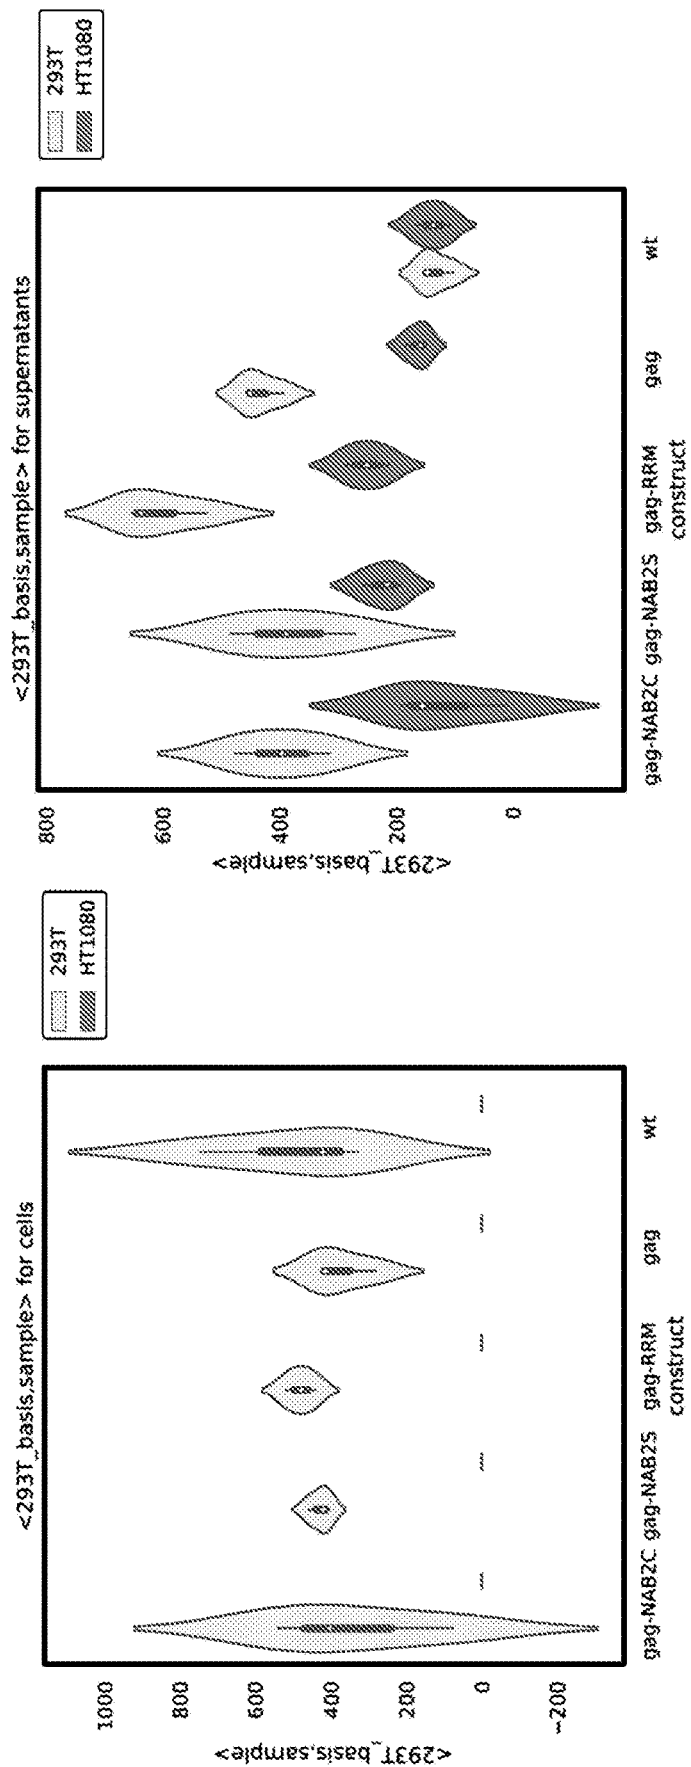 <293T_basis,sample> for cells
293T
HT1080
<293T_basis,sample>
1000
800
600
400
200
0
-200
gag-NAB2C gag-NAB2S gag-RRM gag wt
construct
<293T_basis,sample> for supernatants
293T
HT1080
<293T_basis,sample>
800
600
400
200
0
gag-NAB2C gag-NAB2S gag-RRM gag wt
construct